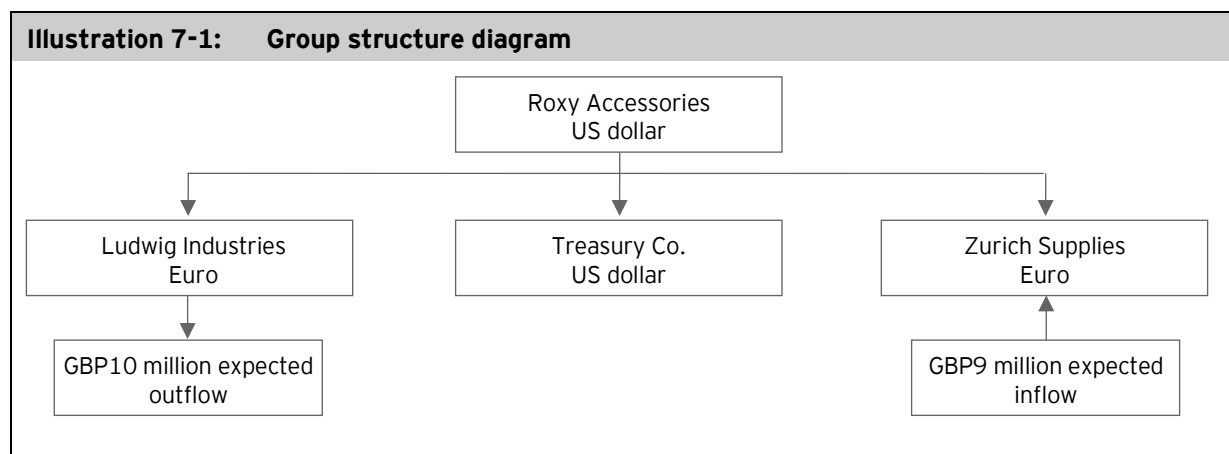 Illustration 7-1: Group structure diagram
Roxy Accessories
US dollar
Ludwig Industries
Euro
Treasury Co.
US dollar
Zurich Supplies
Euro
GBP10 million expected
outflow
GBP9 million expected
inflow